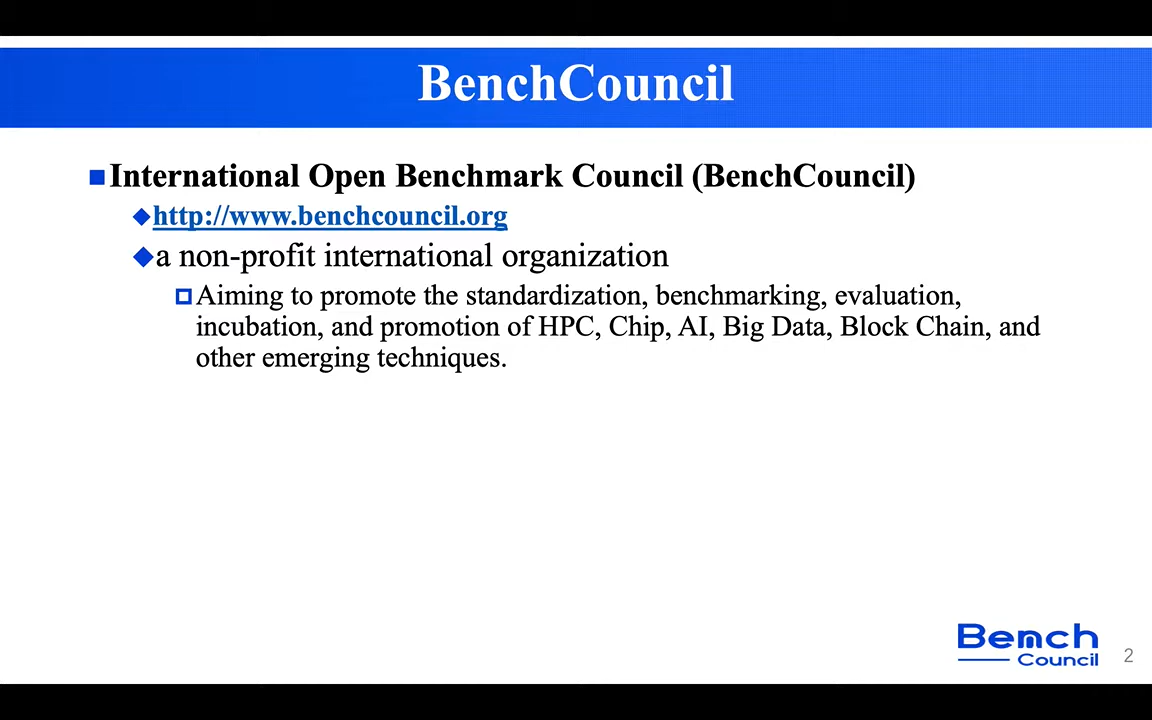 BenchCouncil
International Open Benchmark Council (BenchCouncil)
http://www.benchcouncil.org
a non-profit international organization
Aiming to promote the standardization, benchmarking, evaluation,
incubation, and promotion of HPC, Chip, AI, Big Data, Block Chain, and
other emerging techniques.
Bench
Council
2